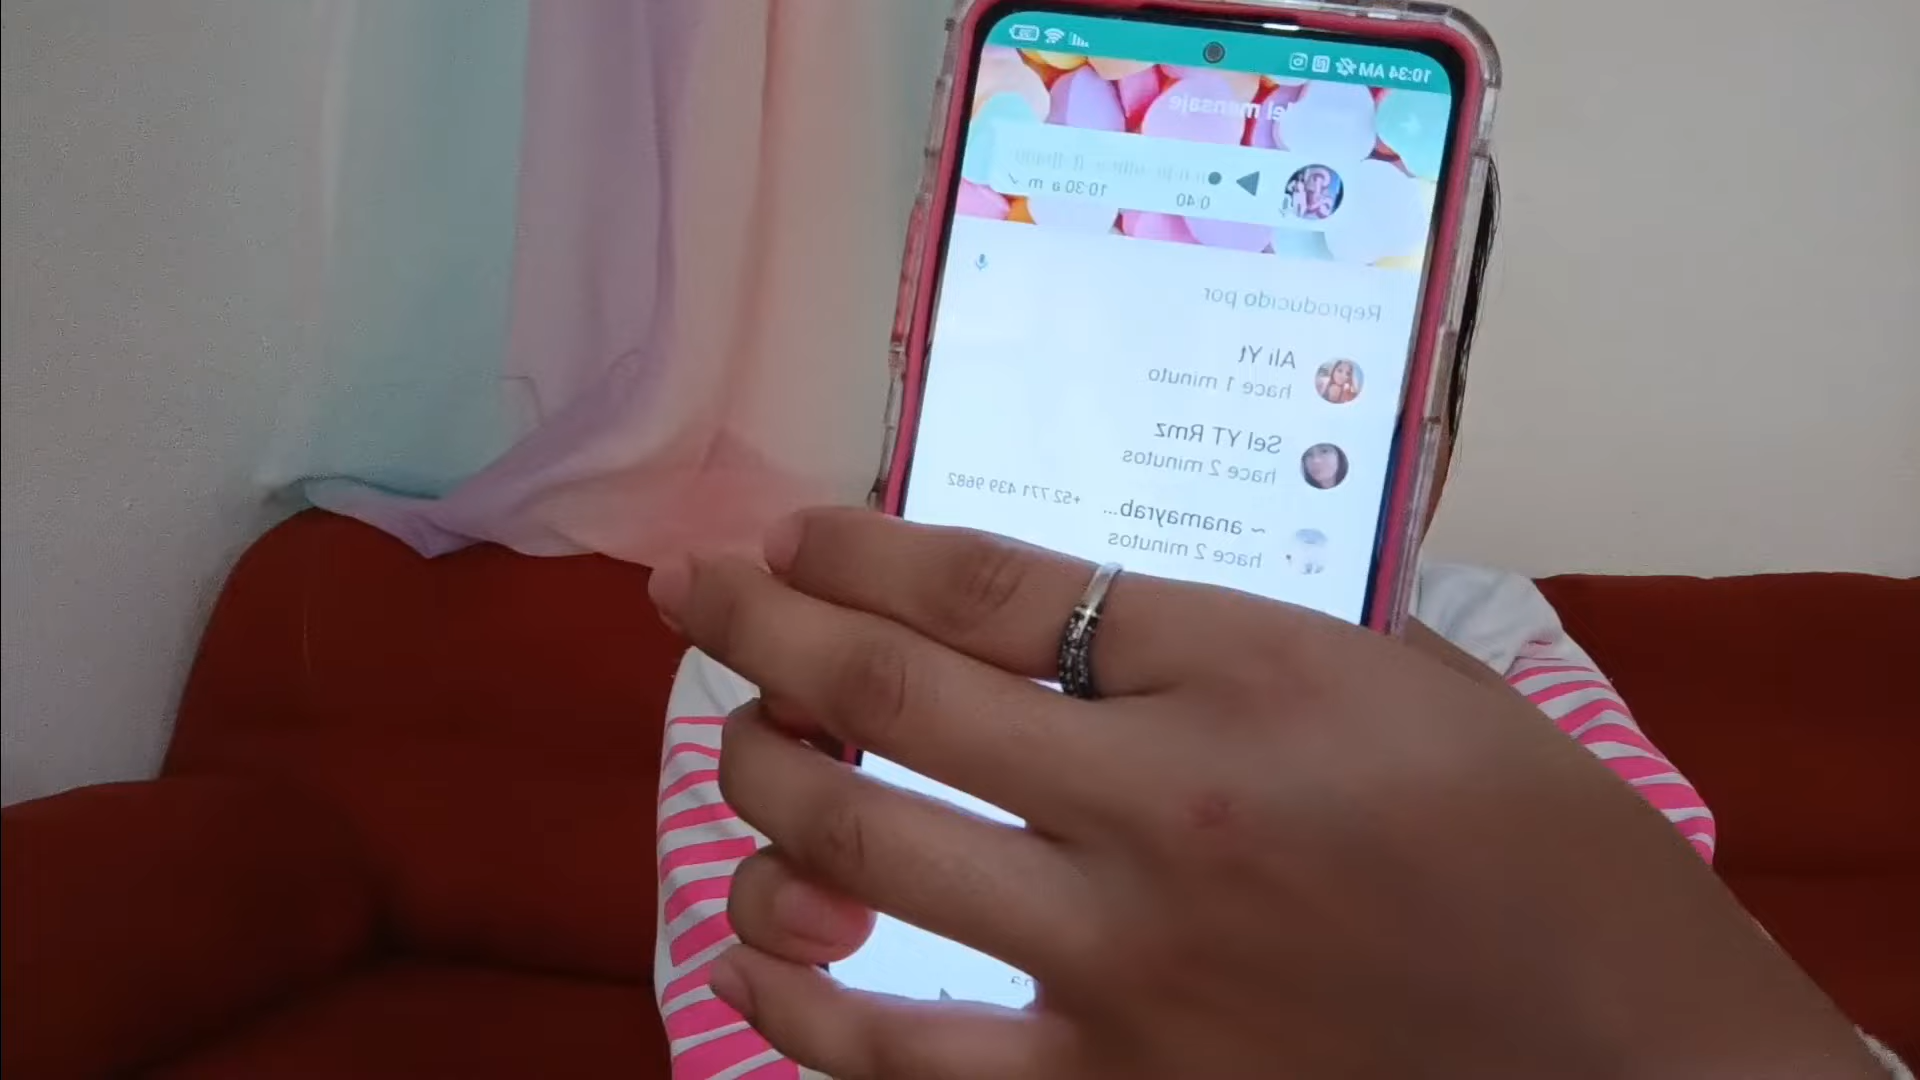 10:34 AM
del mensaje
0:40
10:30 a m
Reproducido por
Ali Yt
hace 1 minuto
Sel YT Rmz
hace 2 minutos
~ anamayrab...
+52 771 439 9682
hace 2 minutos